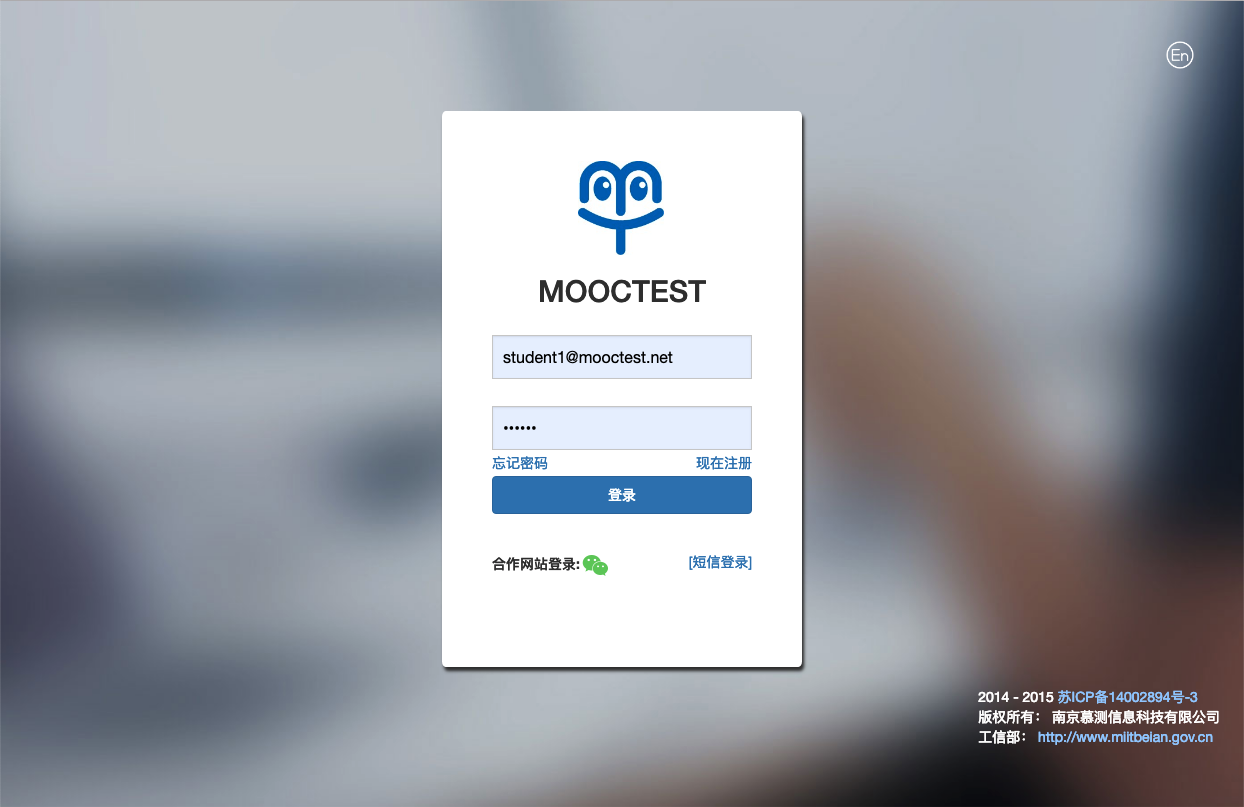 En
MOOCTEST
student1@mooctest.net
••••••
忘记密码 现在注册
登录
合作网站登录: [短信登录]
2014 - 2015 苏ICP备14002894号-3
版权所有： 南京慕测信息科技有限公司
工信部： http://www.miitbeian.gov.cn